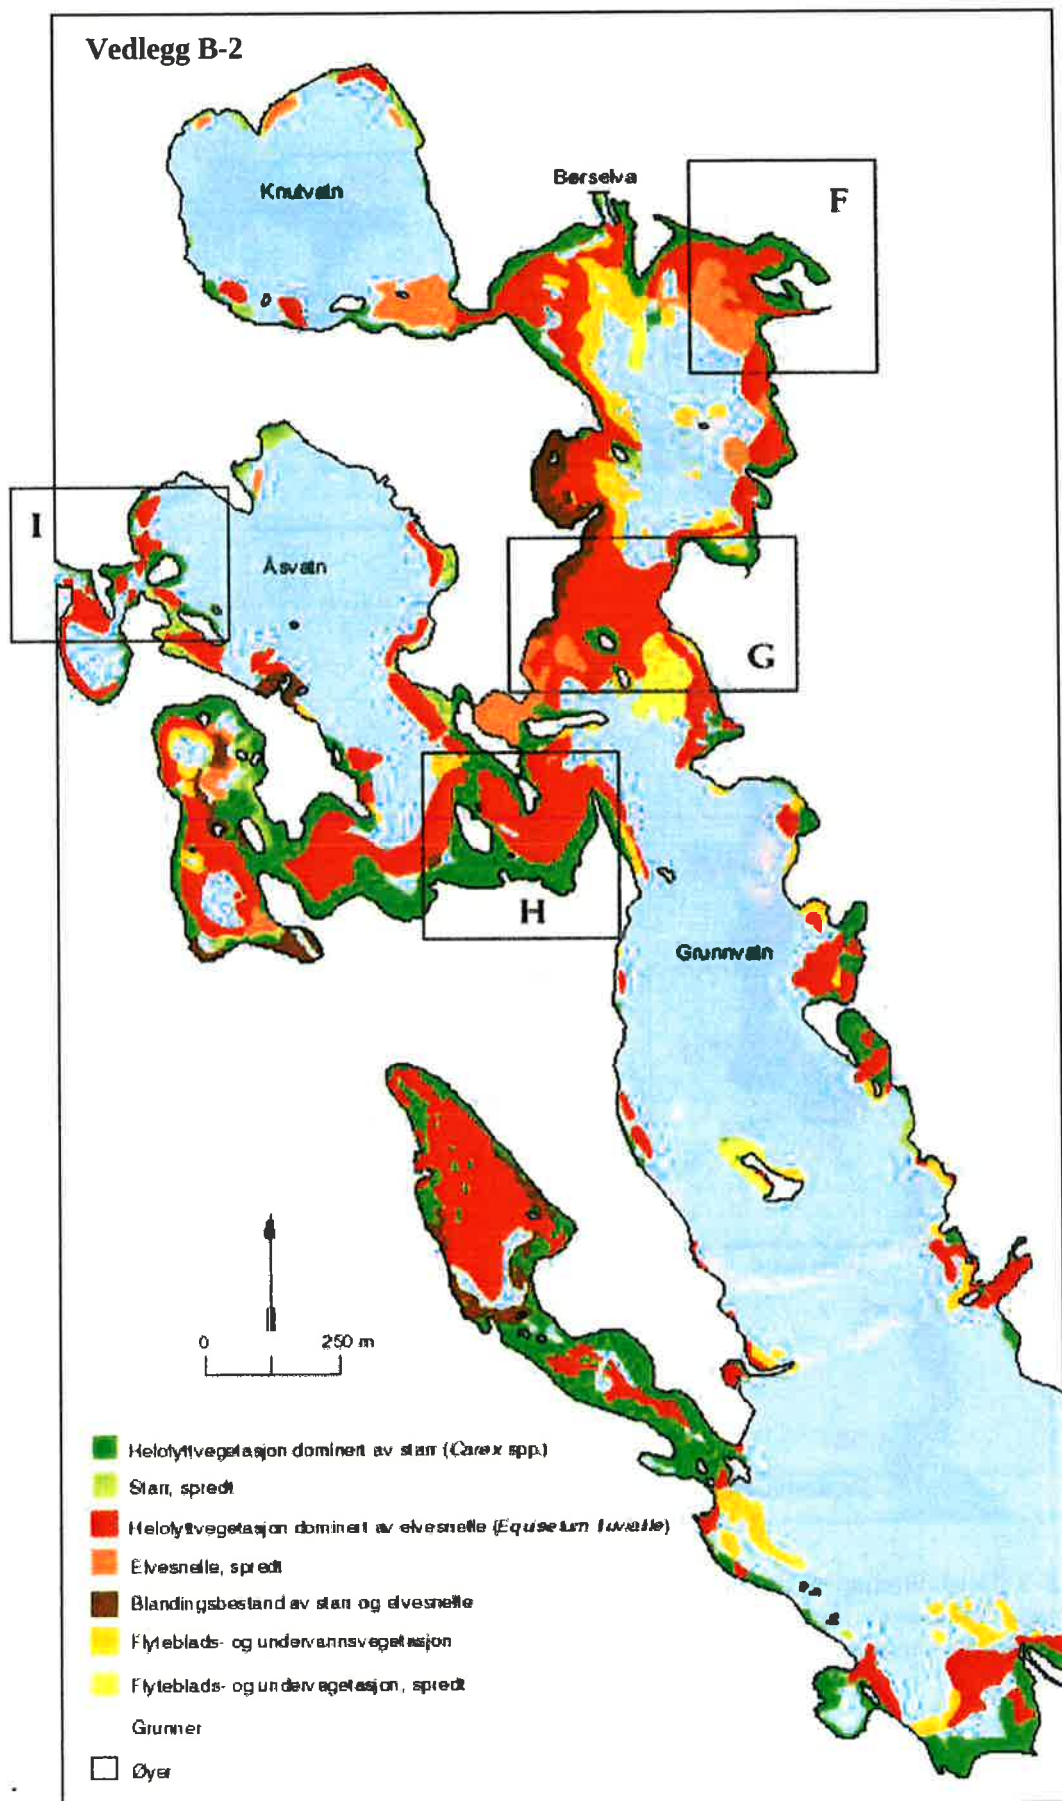 Vedlegg B-2
Knutvatn
Børselva
F
I
Åsvatn
G
H
Grunnvatn
0 250 m
Helofyttvegetasjon dominert av starr (Carex spp.)
Starr, spredt
Helofyttvegetasjon dominert av elvesnelle (Equisetum fluviatile)
Elvesnelle, spredt
Blandingsbestand av starr og elvesnelle
Flyteblads- og undervannsvegetasjon
Flyteblads- og undervegetasjon, spredt
Grunner
Øyer